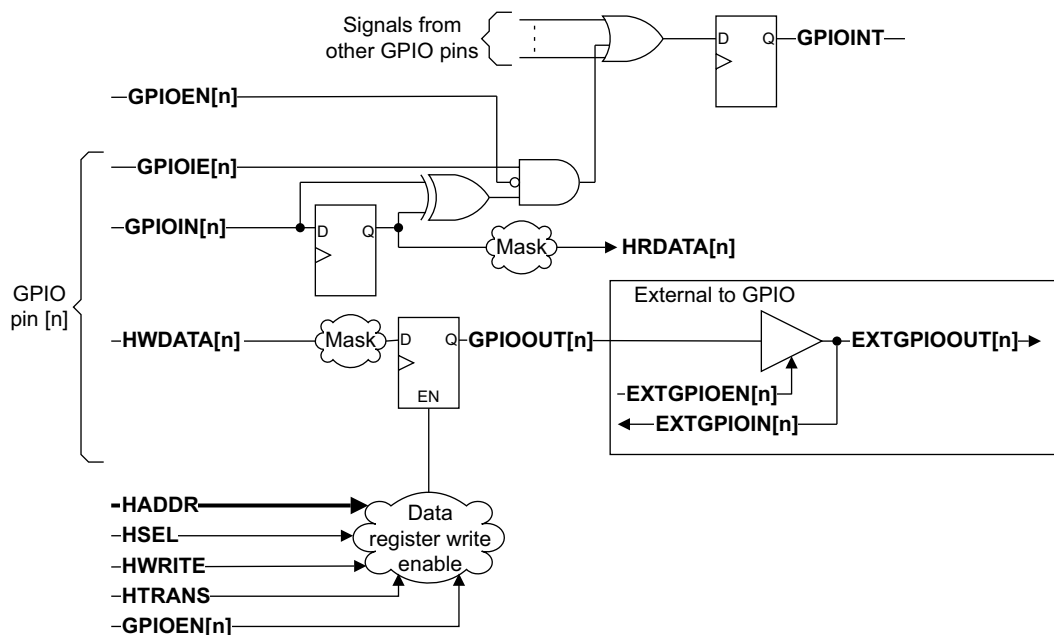 Signals from
other GPIO pins
D Q
GPIOINT
GPIOEN[n]
GPIOIE[n]
GPIOIN[n]
D Q
Mask
HRDATA[n]
GPIO
pin [n]
External to GPIO
HWDATA[n]
Mask
D Q
EN
GPIOOUT[n]
EXTGPIOOUT[n]
EXTGPIOEN[n]
EXTGPIOIN[n]
HADDR
HSEL
HWRITE
HTRANS
GPIOEN[n]
Data
register write
enable